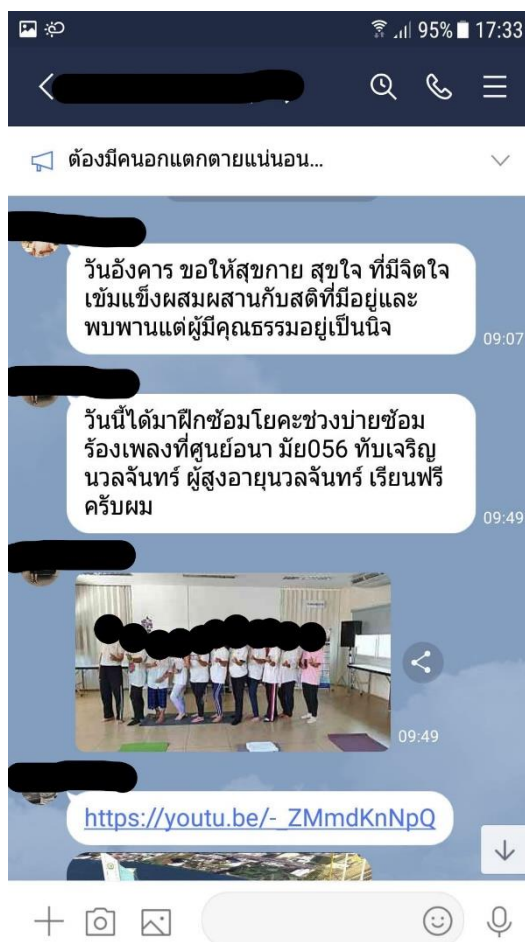 95% 17:33
ต้องมีคนอกแตกตายแน่นอน...
วันอังคาร ขอให้สุขกาย สุขใจ ที่มีจิตใจ
เข้มแข็งผสมผสานกับสติที่มีอยู่และ
พบพานแต่ผู้มีคุณธรรมอยู่เป็นนิจ
09:07
วันนี้ได้มาฝึกซ้อมโยคะช่วงบ่ายซ้อม
ร้องเพลงที่ศูนย์อนา มัย056 ทับเจริญ
นวลจันทร์ ผู้สูงอายุนวลจันทร์ เรียนฟรี
ครับผม
09:49
09:49
https://youtu.be/-_ZMmdKnNpQ